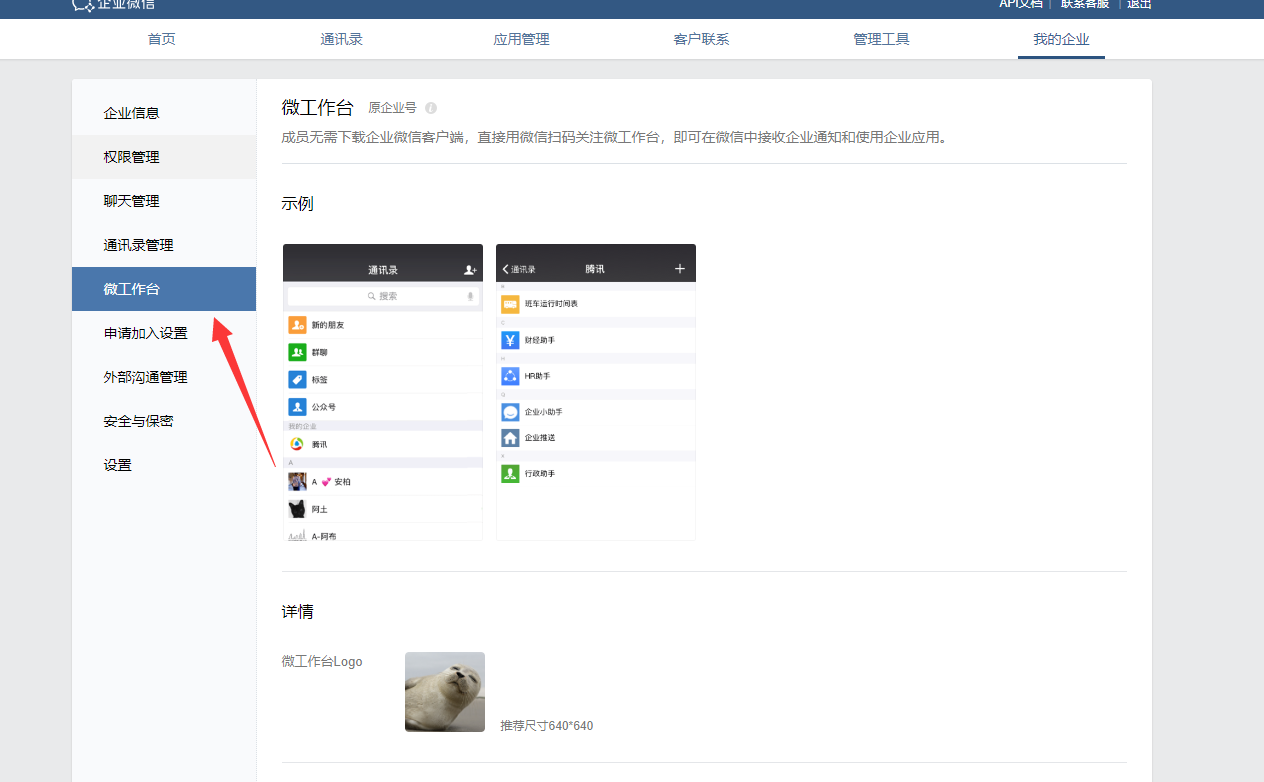 企业微信
API文档 | 联系客服 | 退出
首页 通讯录 应用管理 客户联系 管理工具 我的企业
企业信息
权限管理
聊天管理
通讯录管理
微工作台
申请加入设置
外部沟通管理
安全与保密
设置
微工作台 原企业号
成员无需下载企业微信客户端，直接用微信扫码关注微工作台，即可在微信中接收企业通知和使用企业应用。
示例
通讯录
搜索
新的朋友
群聊
标签
公众号
我的企业
腾讯
A
A 💕 安柏
阿土
A-阿布
通讯录 腾讯
班车运行时间表
C
财经助手
H
HR助手
Q
企业小助手
企业推送
行政助手
详情
微工作台Logo
推荐尺寸640*640